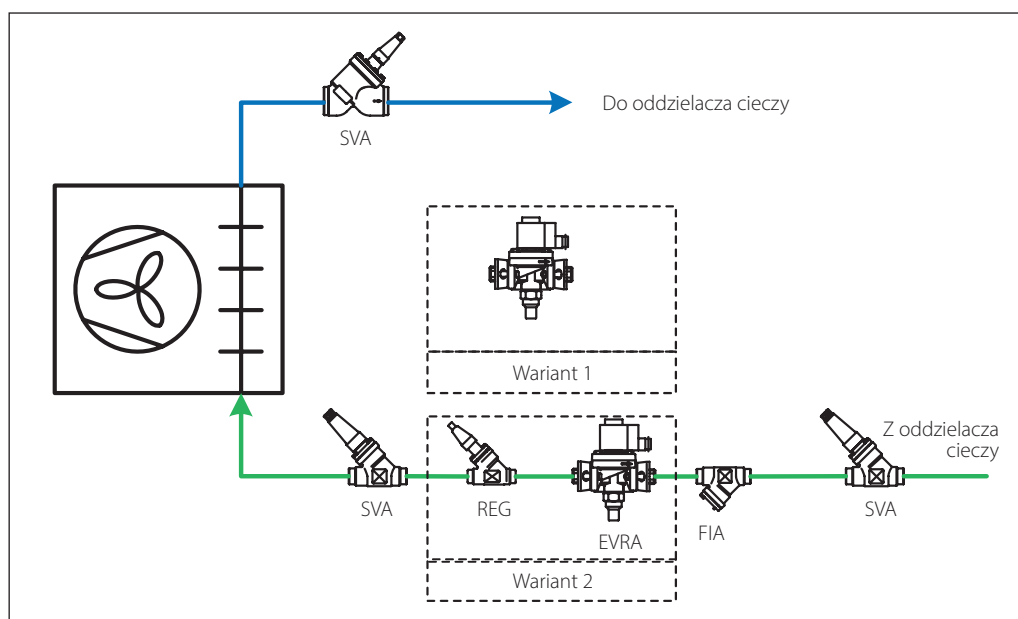 Do oddzielacza cieczy
SVA
Wariant 1
Z oddzielacza
cieczy
SVA
REG
EVRA
FIA
SVA
Wariant 2